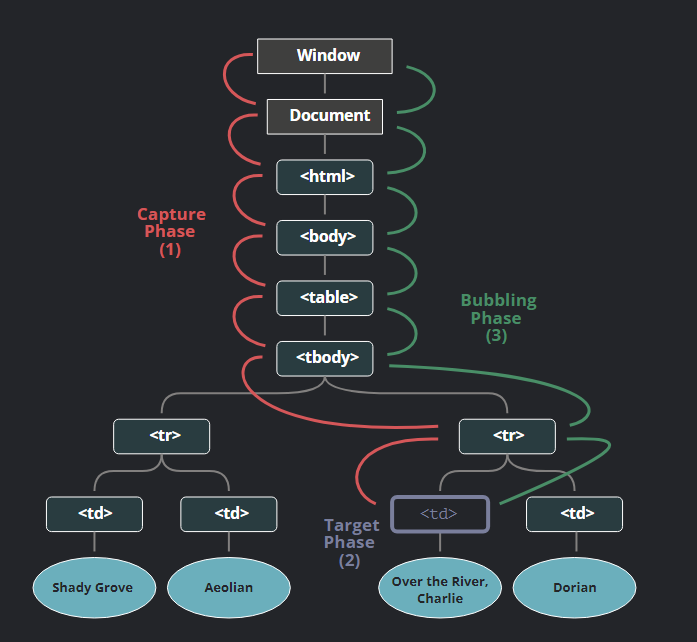 Window
Document
<html>
Capture
Phase
(1)
<body>
<table>
Bubbling
Phase
(3)
<tbody>
<tr>
<tr>
<td>
<td>
<td>
<td>
Target
Phase
(2)
Shady Grove
Aeolian
Over the River,
Charlie
Dorian